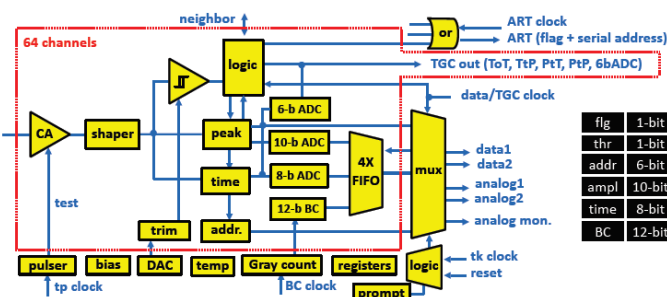 neighbor
ART clock
or
ART (flag + serial address)
64 channels
logic
TGC out (ToT, TtP, PtT, PtP, 6bADC)
6-b ADC
data/TGC clock
CA
shaper
peak
10-b ADC
4X
FIFO
mux
data1
data2
time
8-b ADC
analog1
analog2
test
12-b BC
trim
addr.
analog mon.
pulser
bias
DAC
temp
Gray count
registers
logic
tk clock
reset
tp clock
BC clock
prompt
flg 1-bit
thr 1-bit
addr 6-bit
ampl 10-bit
time 8-bit
BC 12-bit